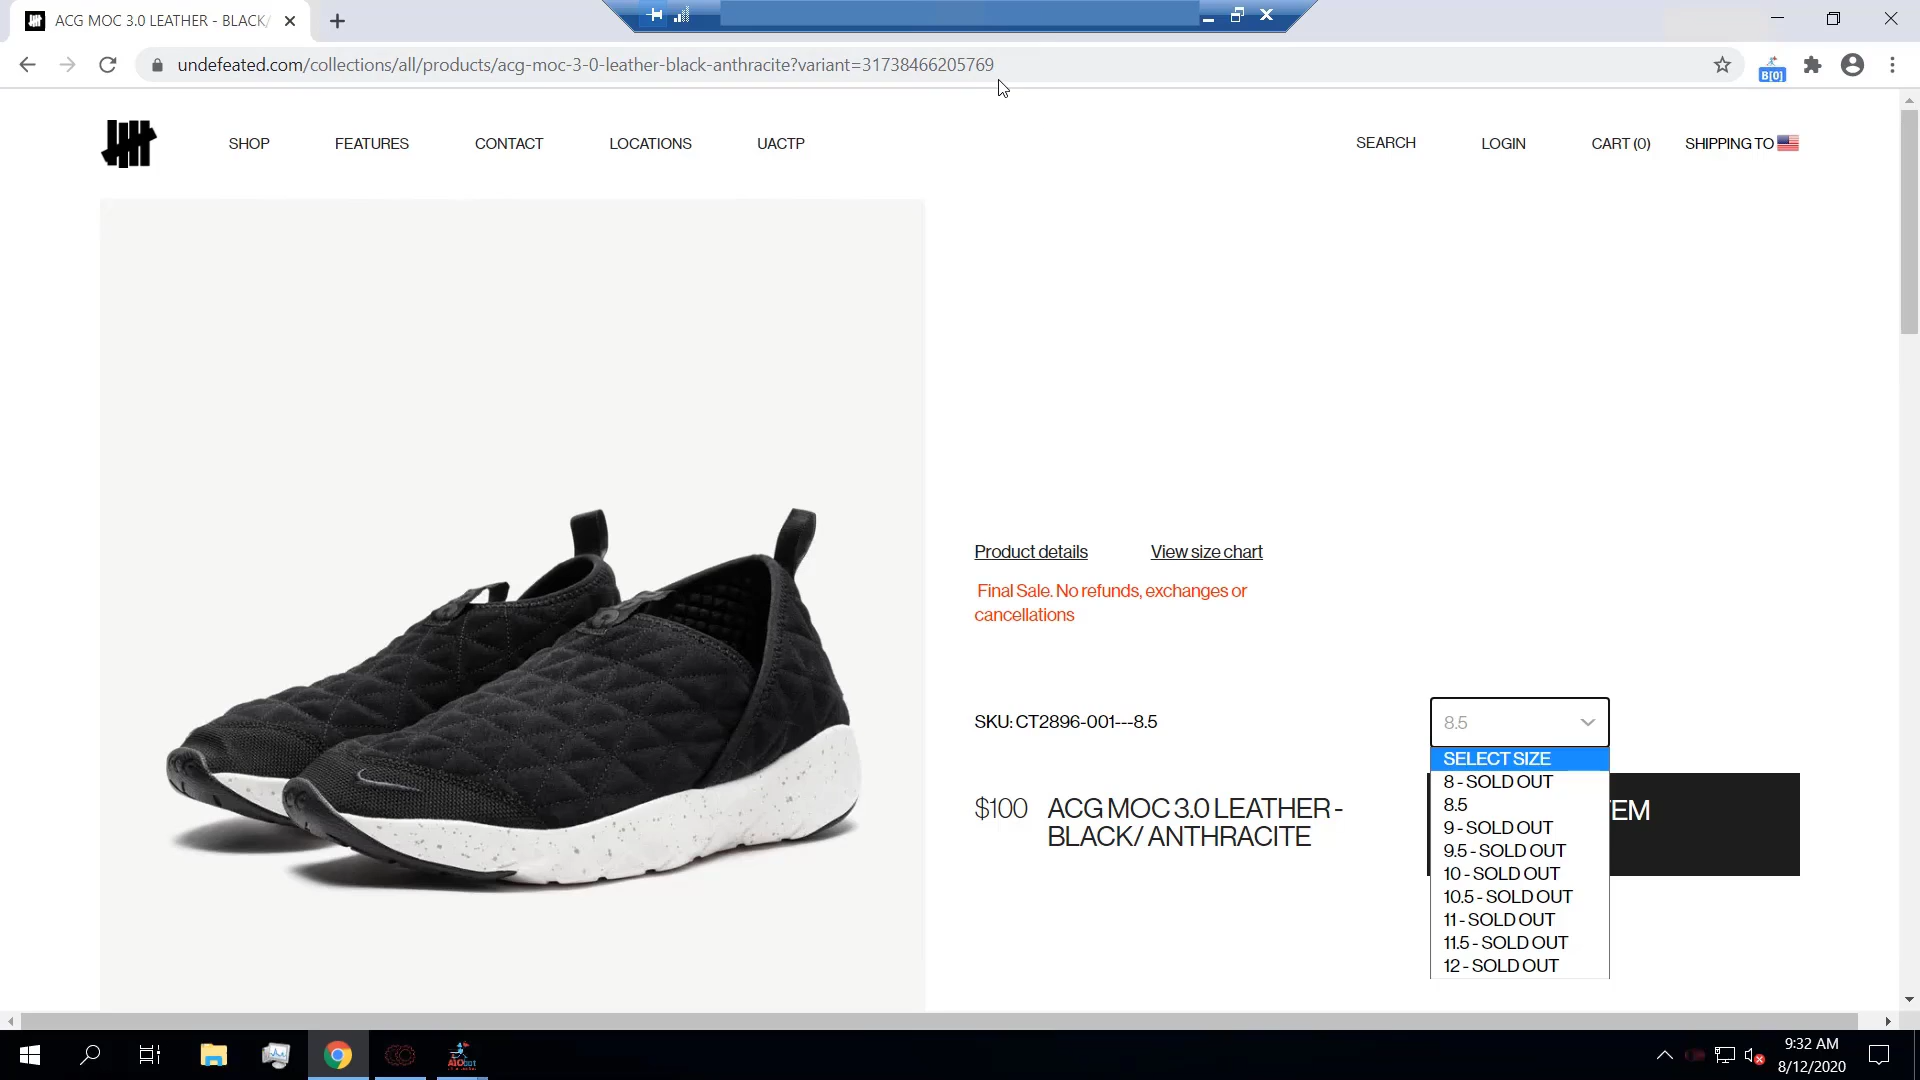 ACG MOC 3.0 LEATHER - BLACK/
undefeated.com/collections/all/products/acg-moc-3-0-leather-black-anthracite?variant=31738466205769
B[0]
SHOP FEATURES CONTACT LOCATIONS UACTP SEARCH LOGIN CART (0) SHIPPING TO
Product details View size chart
Final Sale. No refunds, exchanges or
cancellations
SKU: CT2896-001---8.5
8.5
SELECT SIZE
8 - SOLD OUT
8.5
9 - SOLD OUT
9.5 - SOLD OUT
10 - SOLD OUT
10.5 - SOLD OUT
11 - SOLD OUT
11.5 - SOLD OUT
12 - SOLD OUT
$100 ACG MOC 3.0 LEATHER -
BLACK/ ANTHRACITE
TEM
AIO bot
9:32 AM
8/12/2020